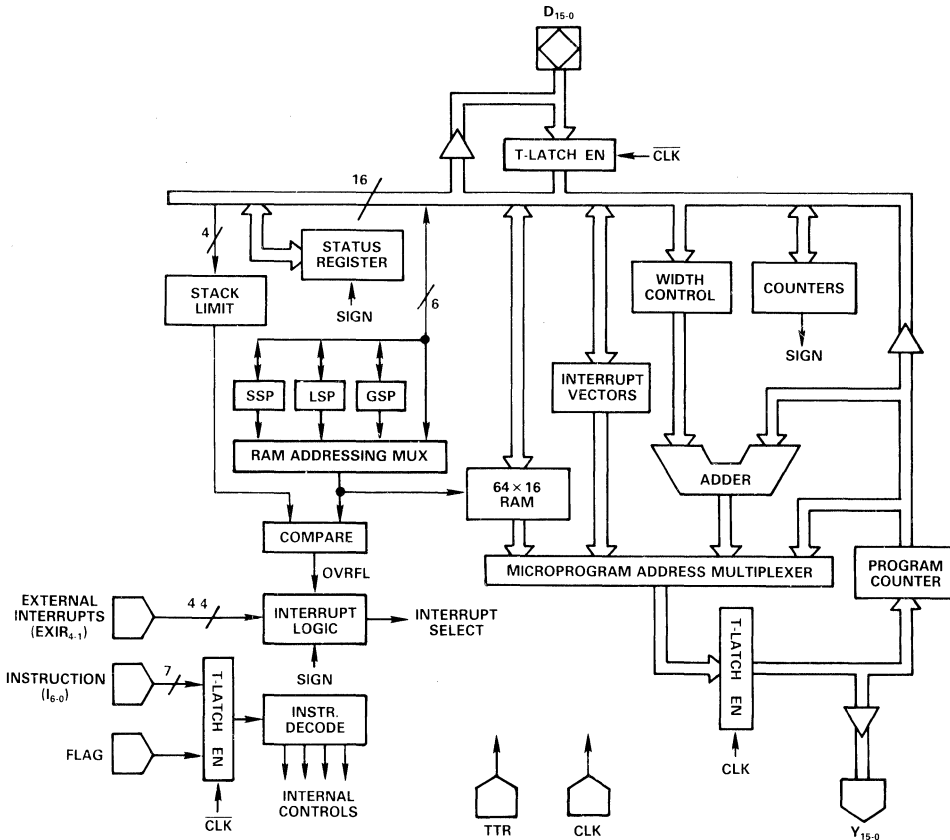 D15-0
T-LATCH EN
CLK
16
4
STATUS
REGISTER
STACK
LIMIT
SIGN
6
WIDTH
CONTROL
COUNTERS
SIGN
SSP
LSP
GSP
INTERRUPT
VECTORS
RAM ADDRESSING MUX
64 × 16
RAM
ADDER
COMPARE
OVRFL
MICROPROGRAM ADDRESS MULTIPLEXER
PROGRAM
COUNTER
EXTERNAL
INTERRUPTS
(EXIR4-1)
4 4
INTERRUPT
LOGIC
INTERRUPT
SELECT
SIGN
INSTRUCTION
(I6-0)
7
T-LATCH EN
INSTR.
DECODE
FLAG
INTERNAL
CONTROLS
CLK
T-LATCH EN
CLK
TTR
CLK
Y15-0